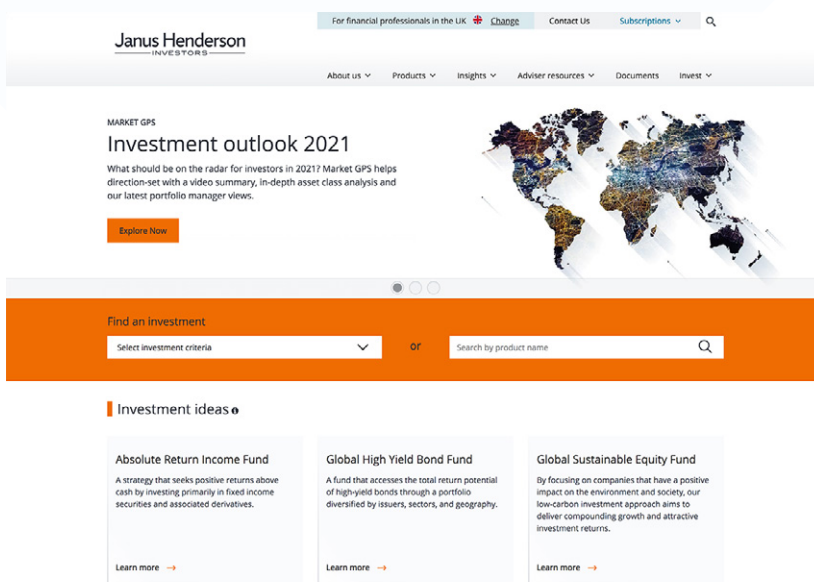 For financial professionals in the UK Change Contact Us Subscriptions
Janus Henderson
INVESTORS
About us Products Insights Adviser resources Documents Invest
MARKET GPS
Investment outlook 2021
What should be on the radar for investors in 2021? Market GPS helps
direction-set with a video summary, in-depth asset class analysis and
our latest portfolio manager views.
Explore Now
Find an investment
Select investment criteria or Search by product name
Investment ideas
Absolute Return Income Fund
A strategy that seeks positive returns above
cash by investing primarily in fixed income
securities and associated derivatives.
Learn more →
Global High Yield Bond Fund
A fund that accesses the total return potential
of high-yield bonds through a portfolio
diversified by issuers, sectors, and geography.
Learn more →
Global Sustainable Equity Fund
By focusing on companies that have a positive
impact on the environment and society, our
low-carbon investment approach aims to
deliver compounding growth and attractive
investment returns.
Learn more →